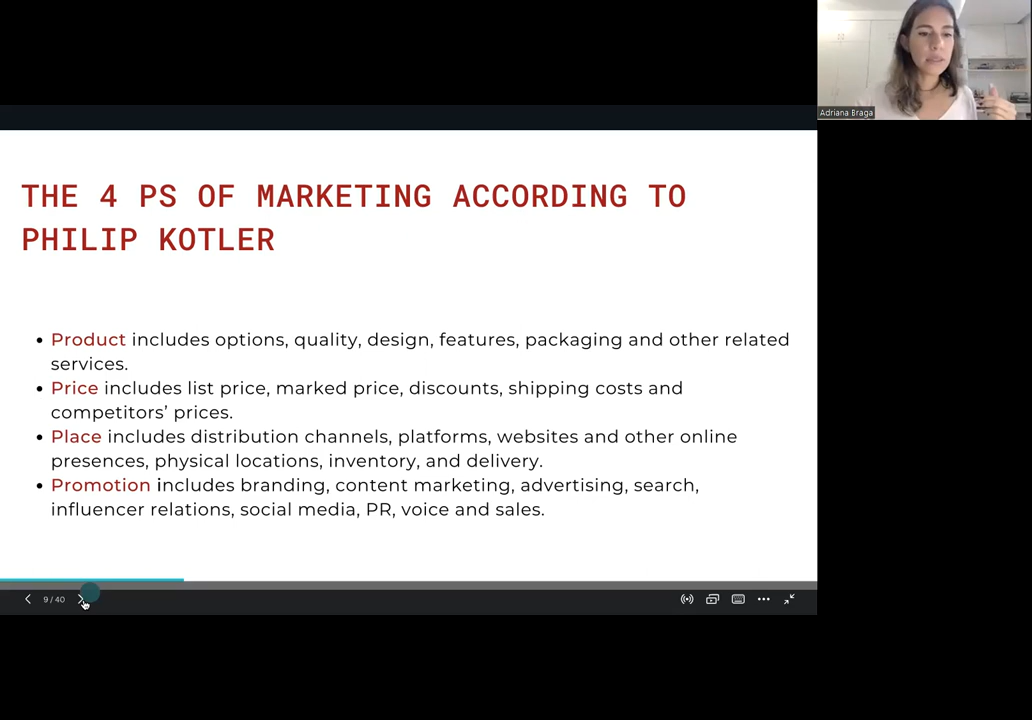 Adriana Braga
THE 4 PS OF MARKETING ACCORDING TO
PHILIP KOTLER
• Product includes options, quality, design, features, packaging and other related
services.
• Price includes list price, marked price, discounts, shipping costs and
competitors’ prices.
• Place includes distribution channels, platforms, websites and other online
presences, physical locations, inventory, and delivery.
• Promotion includes branding, content marketing, advertising, search,
influencer relations, social media, PR, voice and sales.
9 / 40